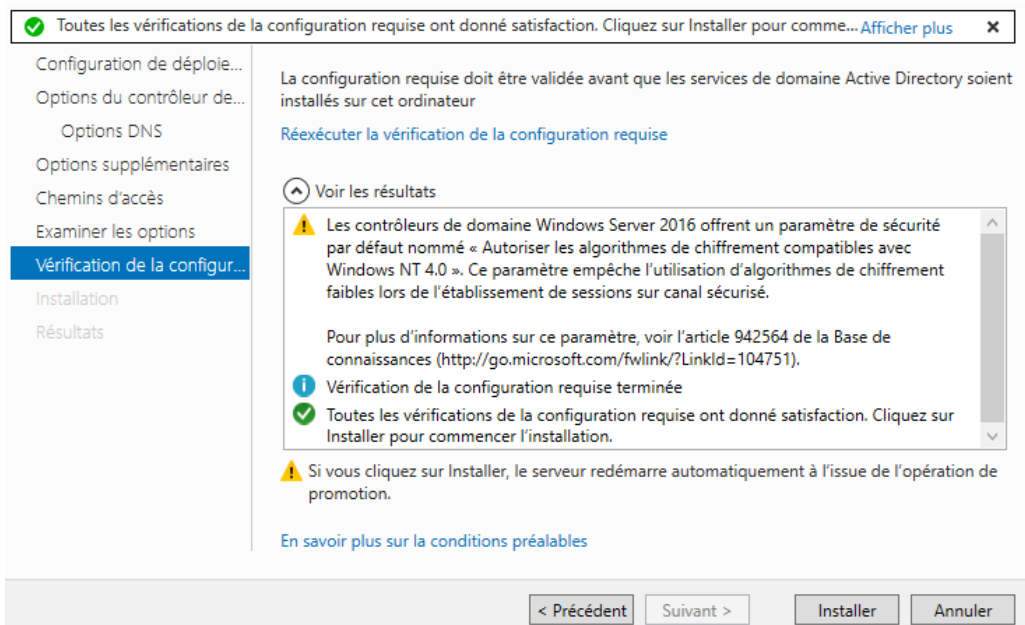 Toutes les vérifications de la configuration requise ont donné satisfaction. Cliquez sur Installer pour comme... Afficher plus
Configuration de déploie...
Options du contrôleur de...
Options DNS
Options supplémentaires
Chemins d'accès
Examiner les options
Vérification de la configur...
Installation
Résultats
La configuration requise doit être validée avant que les services de domaine Active Directory soient
installés sur cet ordinateur
Réexécuter la vérification de la configuration requise
Voir les résultats
Les contrôleurs de domaine Windows Server 2016 offrent un paramètre de sécurité
par défaut nommé « Autoriser les algorithmes de chiffrement compatibles avec
Windows NT 4.0 ». Ce paramètre empêche l'utilisation d'algorithmes de chiffrement
faibles lors de l'établissement de sessions sur canal sécurisé.
Pour plus d'informations sur ce paramètre, voir l'article 942564 de la Base de
connaissances (http://go.microsoft.com/fwlink/?LinkId=104751).
Vérification de la configuration requise terminée
Toutes les vérifications de la configuration requise ont donné satisfaction. Cliquez sur
Installer pour commencer l'installation.
Si vous cliquez sur Installer, le serveur redémarre automatiquement à l'issue de l'opération de
promotion.
En savoir plus sur la conditions préalables
< Précédent Suivant > Installer Annuler